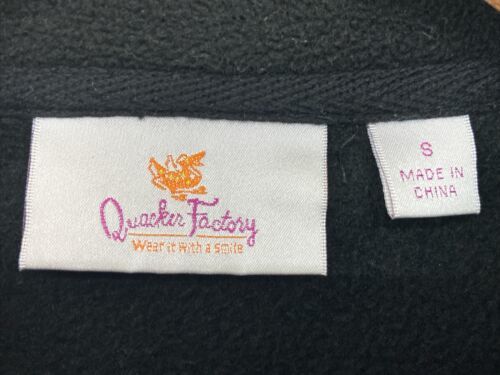 Quacker Factory
Wear it with a smile
S
MADE IN
CHINA